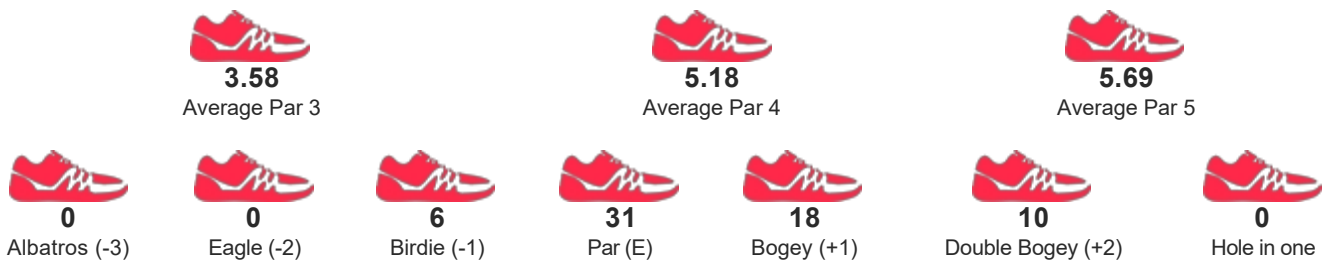 3.58 5.18 5.69
Average Par 3 Average Par 4 Average Par 5
0 0 6 31 18 10 0
Albatros (-3) Eagle (-2) Birdie (-1) Par (E) Bogey (+1) Double Bogey (+2) Hole in one